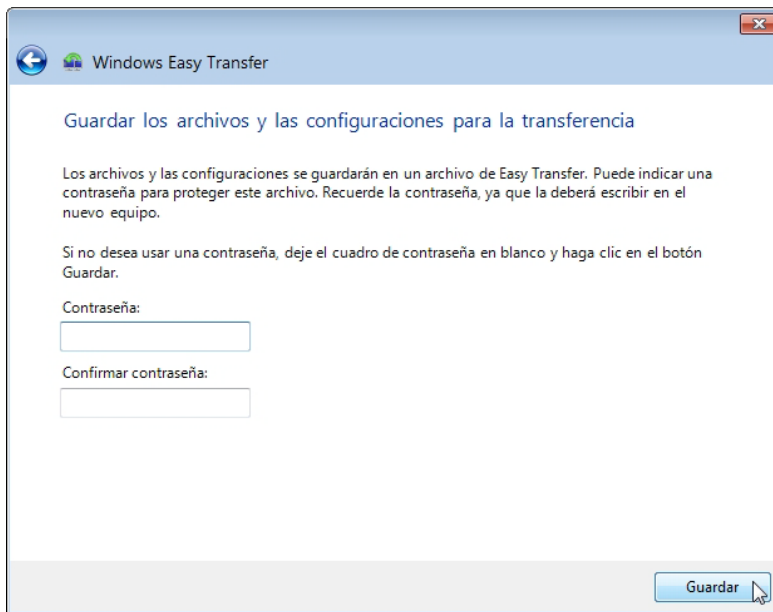 Windows Easy Transfer
Guardar los archivos y las configuraciones para la transferencia
Los archivos y las configuraciones se guardarán en un archivo de Easy Transfer. Puede indicar una
contraseña para proteger este archivo. Recuerde la contraseña, ya que la deberá escribir en el
nuevo equipo.
Si no desea usar una contraseña, deje el cuadro de contraseña en blanco y haga clic en el botón
Guardar.
Contraseña:
Confirmar contraseña:
Guardar